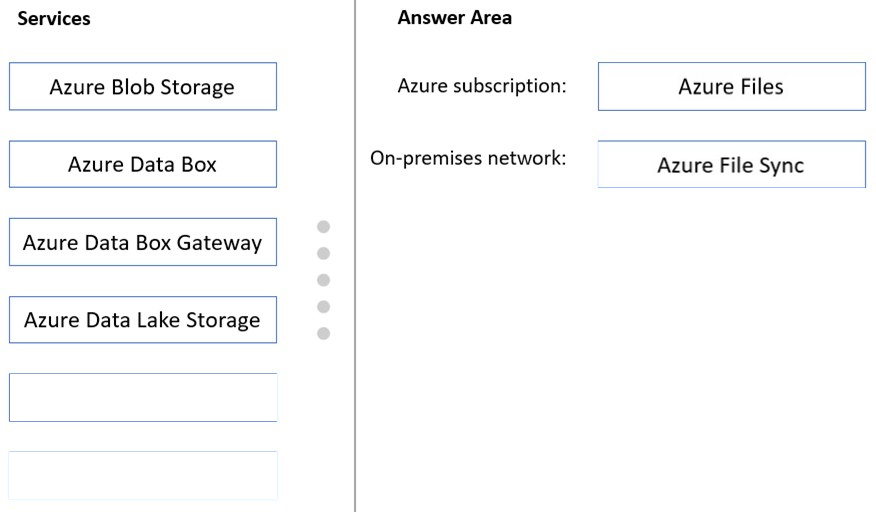 Services
Azure Blob Storage
Azure Data Box
Azure Data Box Gateway
Azure Data Lake Storage
Answer Area
Azure subscription:
Azure Files
On-premises network:
Azure File Sync